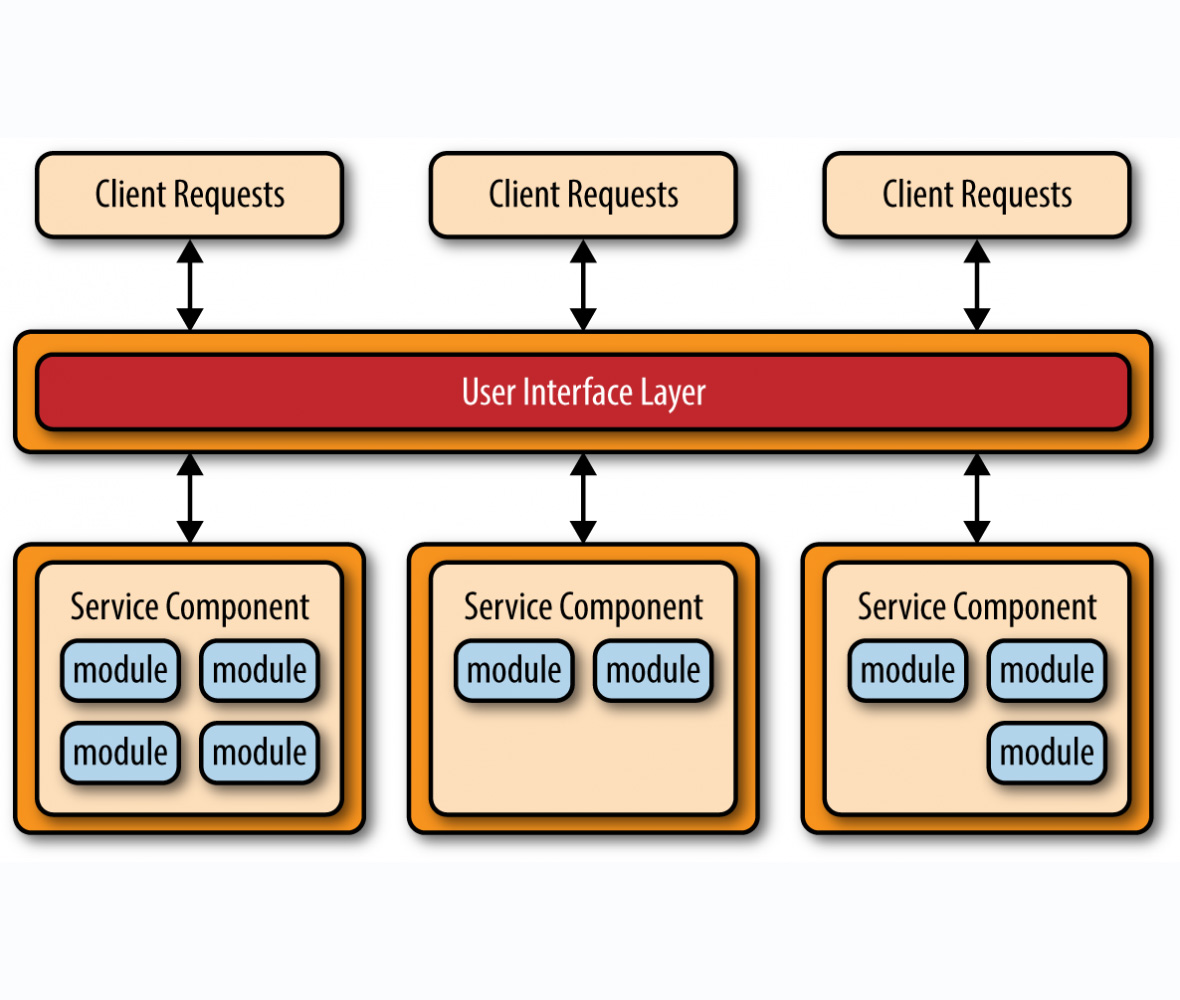 Client Requests
Client Requests
Client Requests
User Interface Layer
Service Component
module module
module module
Service Component
module module
Service Component
module module
module